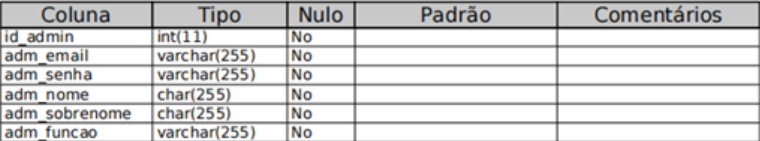 Coluna Tipo Nulo Padrão Comentários
id_admin int(11) No
adm_email varchar(255) No
adm_senha varchar(255) No
adm_nome char(255) No
adm_sobrenome char(255) No
adm_funcao varchar(255) No